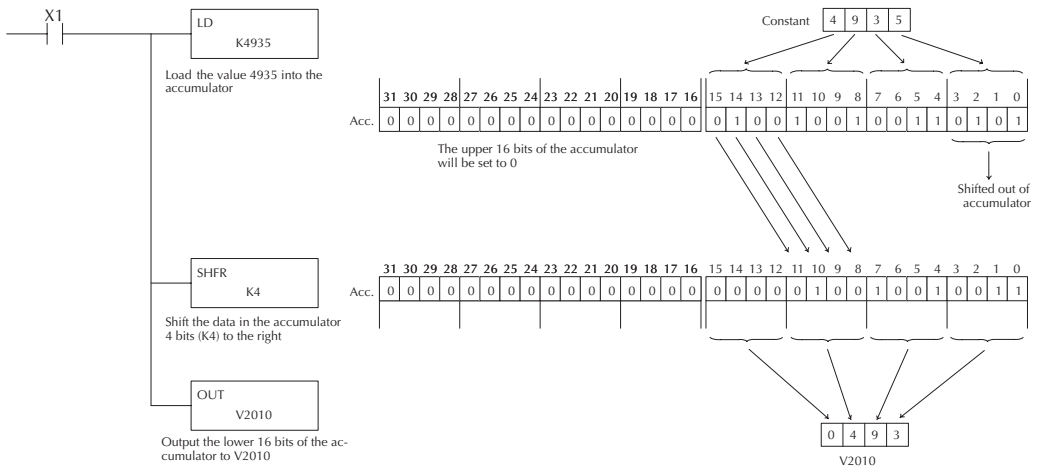 X1
LD
K4935
Load the value 4935 into the
accumulator
Constant 4 9 3 5
31 30 29 28 27 26 25 24 23 22 21 20 19 18 17 16 15 14 13 12 11 10 9 8 7 6 5 4 3 2 1 0
Acc. 0 0 0 0 0 0 0 0 0 0 0 0 0 0 0 0 0 1 0 0 1 0 0 1 0 0 1 1 0 1 0 1
The upper 16 bits of the accumulator
will be set to 0
Shifted out of
accumulator
SHFR
K4
Shift the data in the accumulator
4 bits (K4) to the right
31 30 29 28 27 26 25 24 23 22 21 20 19 18 17 16 15 14 13 12 11 10 9 8 7 6 5 4 3 2 1 0
Acc. 0 0 0 0 0 0 0 0 0 0 0 0 0 0 0 0 0 0 0 0 0 1 0 0 1 0 0 1 0 0 1 1
OUT
V2010
Output the lower 16 bits of the ac-
cumulator to V2010
0 4 9 3
V2010